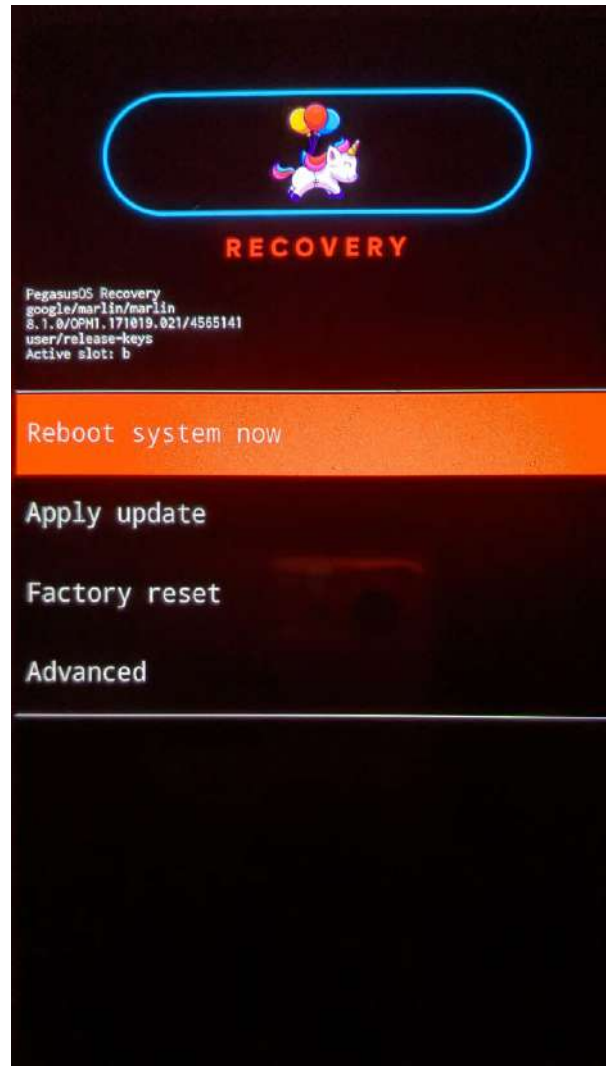 RECOVERY
PegasusOS Recovery
google/marlin/marlin
8.1.0/OPM1.171019.021/4565141
user/release-keys
Active slot: b
Reboot system now
Apply update
Factory reset
Advanced